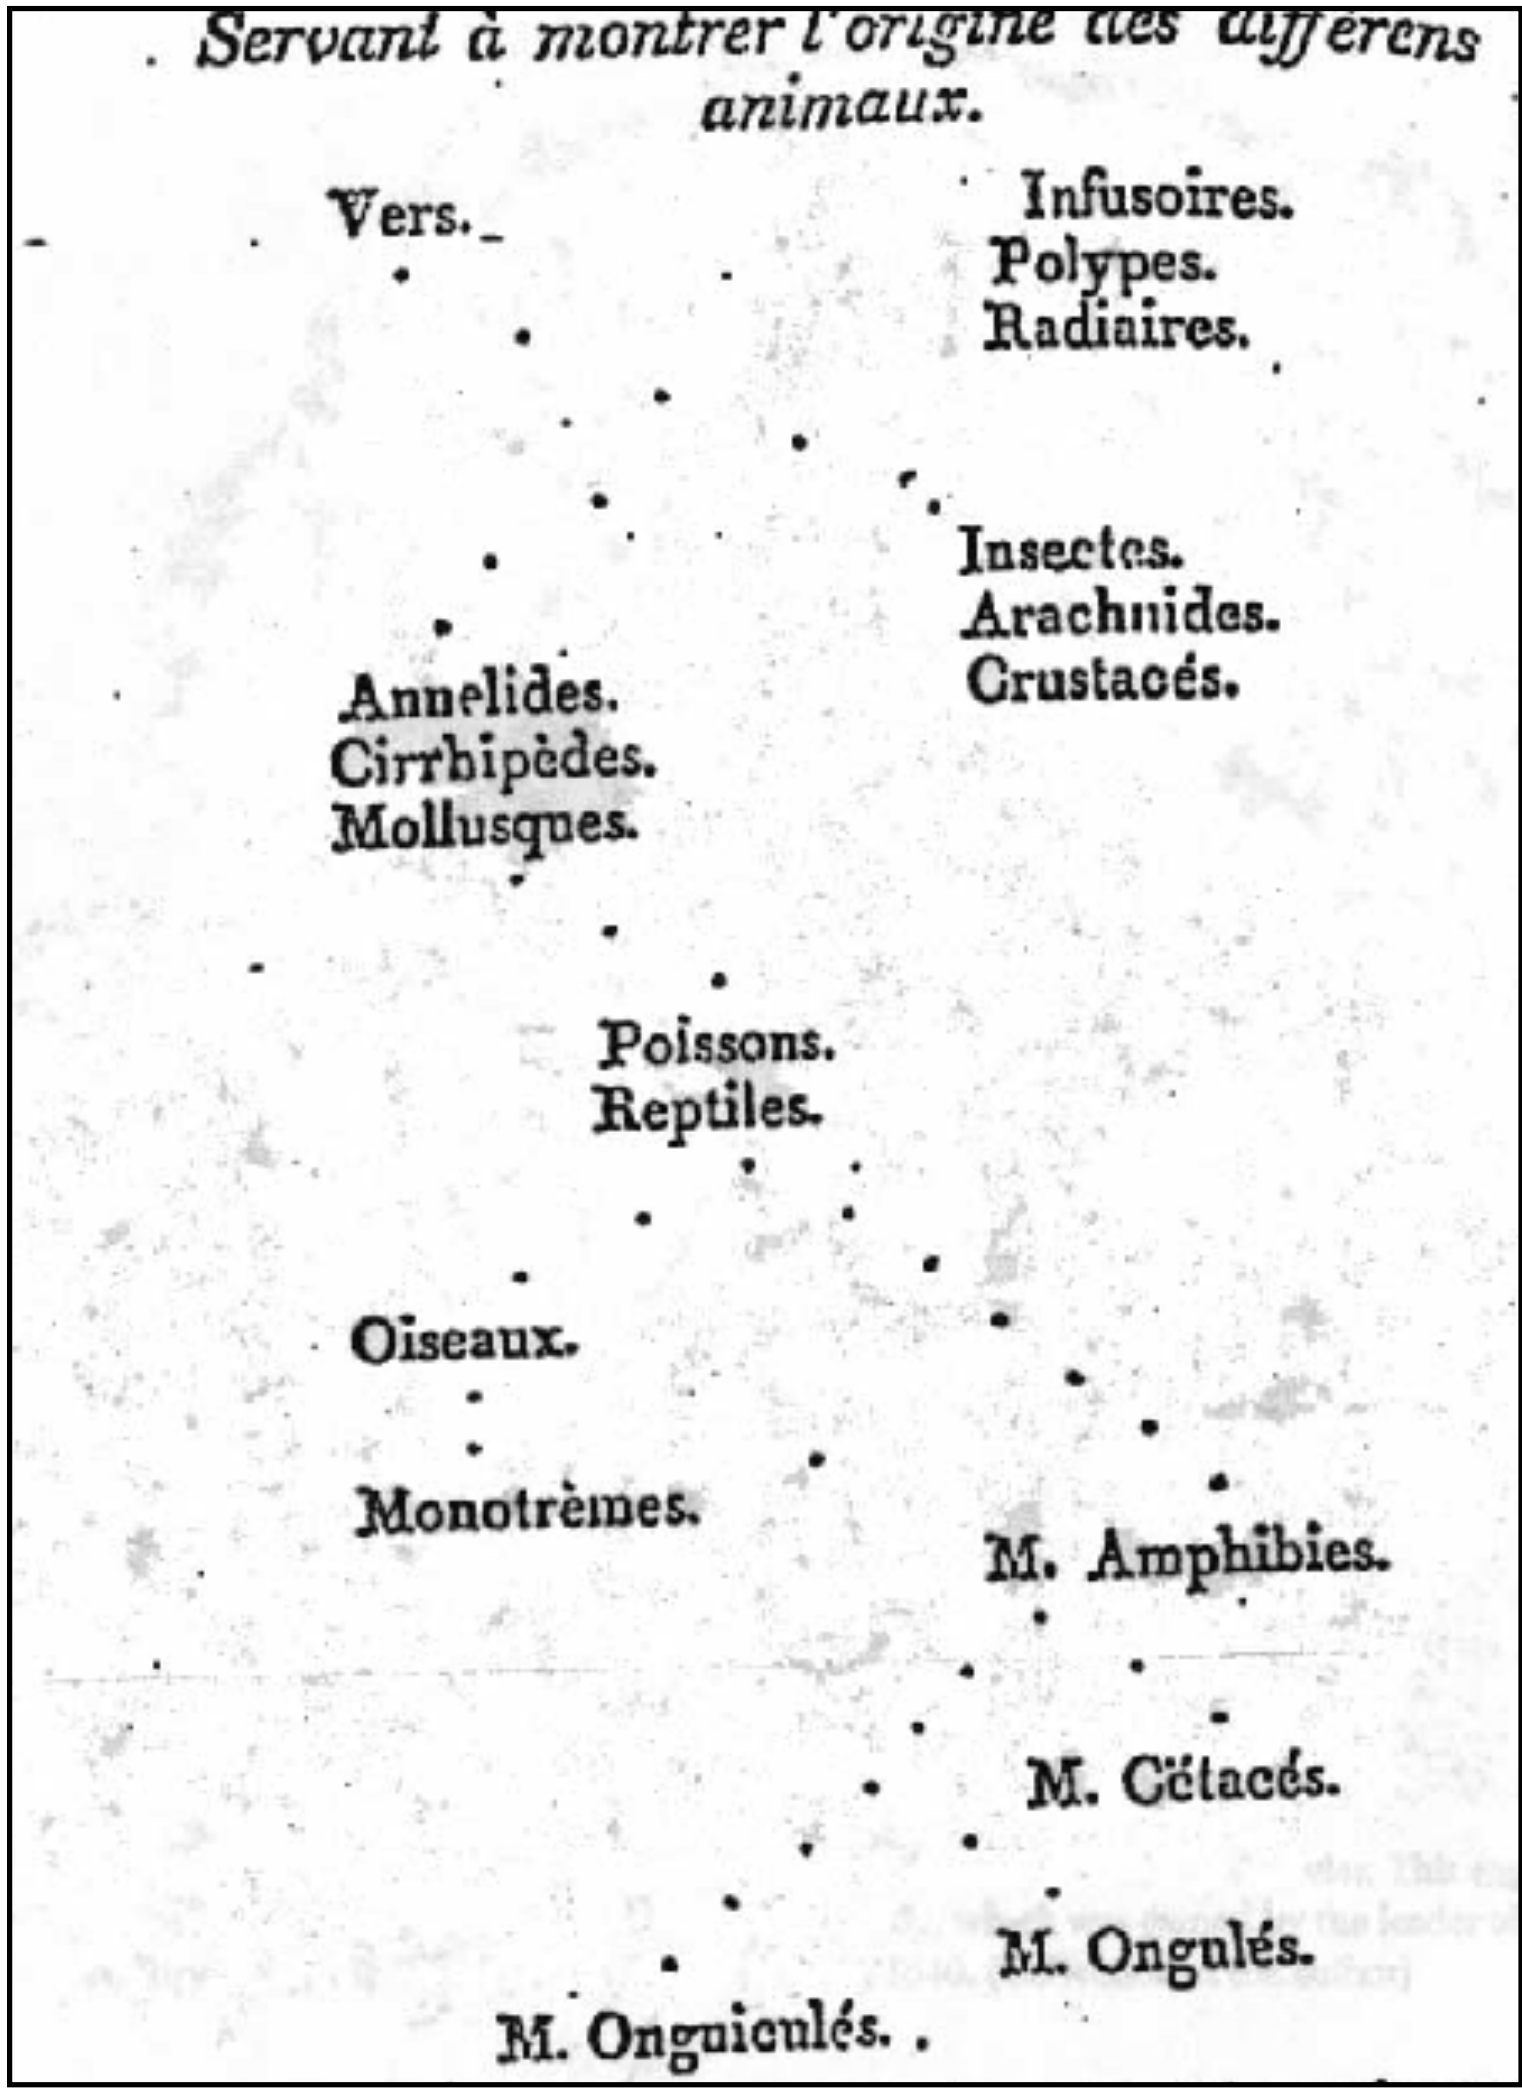 Servant à montrer l'origine des différens
animaux.
Vers.
Infusoires.
Polypes.
Radiaires.
Insectes.
Arachnides.
Crustacés.
Annelides.
Cirrhipèdes.
Mollusques.
Poissons.
Reptiles.
Oiseaux.
Monotrèmes.
M. Amphibies.
M. Cétacés.
M. Ongulés.
M. Onguiculés.